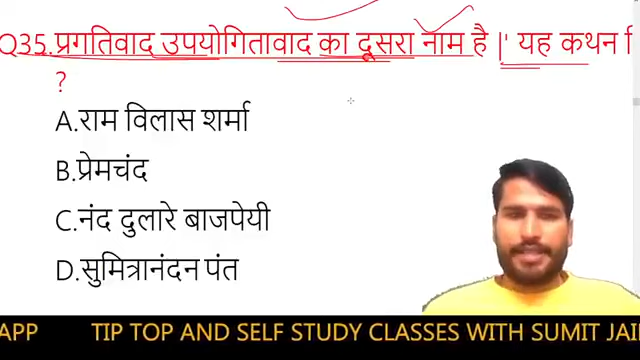 Q35.प्रगतिवाद उपयोगितावाद का दूसरा नाम है |' यह कथन
?
A.राम विलास शर्मा
B.प्रेमचंद
C.नंद दुलारे बाजपेयी
D.सुमित्रानंदन पंत
APP TIP TOP AND SELF STUDY CLASSES WITH SUMIT